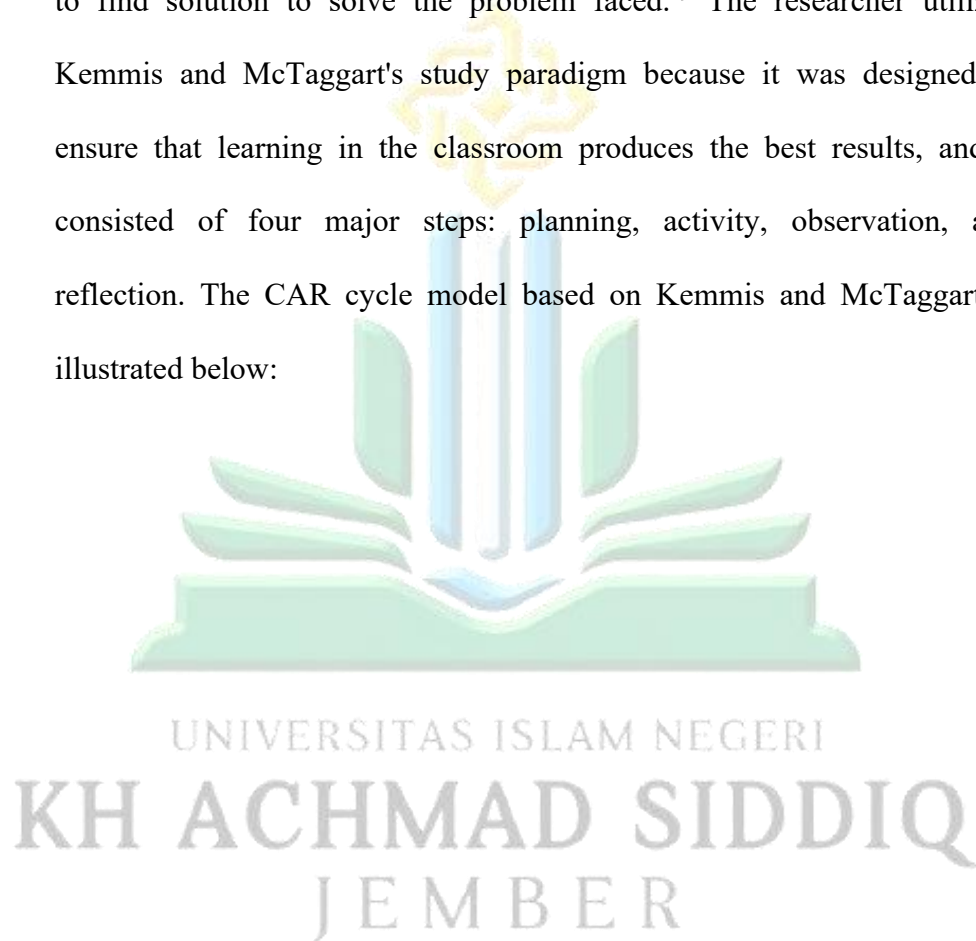 to find solution to solve the problem faced. The researcher
Kemmis and McTaggart's study paradigm because it was designed
ensure that learning in the classroom produces the best results, and
consisted of four major steps: planning, activity, observation,
reflection. The CAR cycle model based on Kemmis and McTaggart
illustrated below:
UNIVERSITAS ISLAM NEGERI
KH ACHMAD SIDDIQ
JEMBER